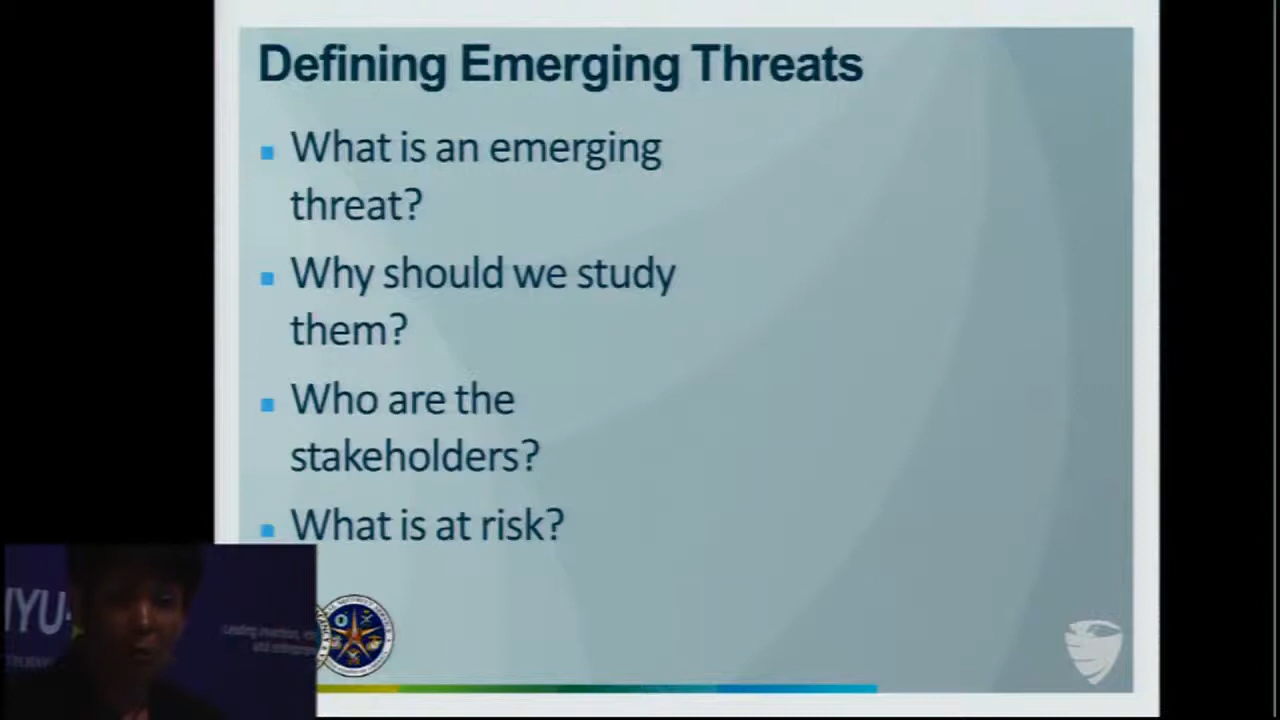 Defining Emerging Threats
What is an emerging
threat?
Why should we study
them?
Who are the
stakeholders?
What is at risk?